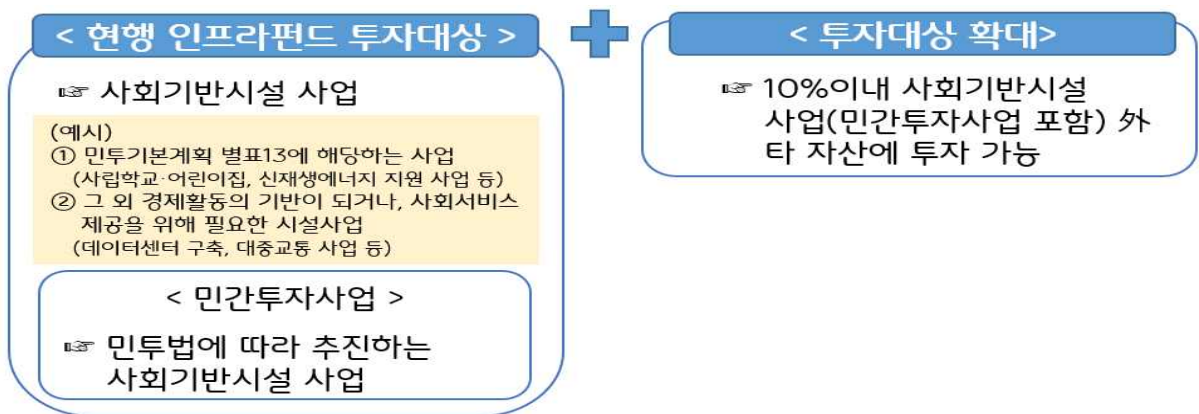 < 현행 인프라펀드 투자대상 >
☞ 사회기반시설 사업
(예시)
① 민투기본계획 별표13에 해당하는 사업
(사립학교·어린이집, 신재생에너지 지원 사업 등)
② 그 외 경제활동의 기반이 되거나, 사회서비스
제공을 위해 필요한 시설사업
(데이터센터 구축, 대중교통 사업 등)
< 민간투자사업 >
☞ 민투법에 따라 추진하는
사회기반시설 사업
< 투자대상 확대>
☞ 10%이내 사회기반시설
사업(민간투자사업 포함) 外
타 자산에 투자 가능